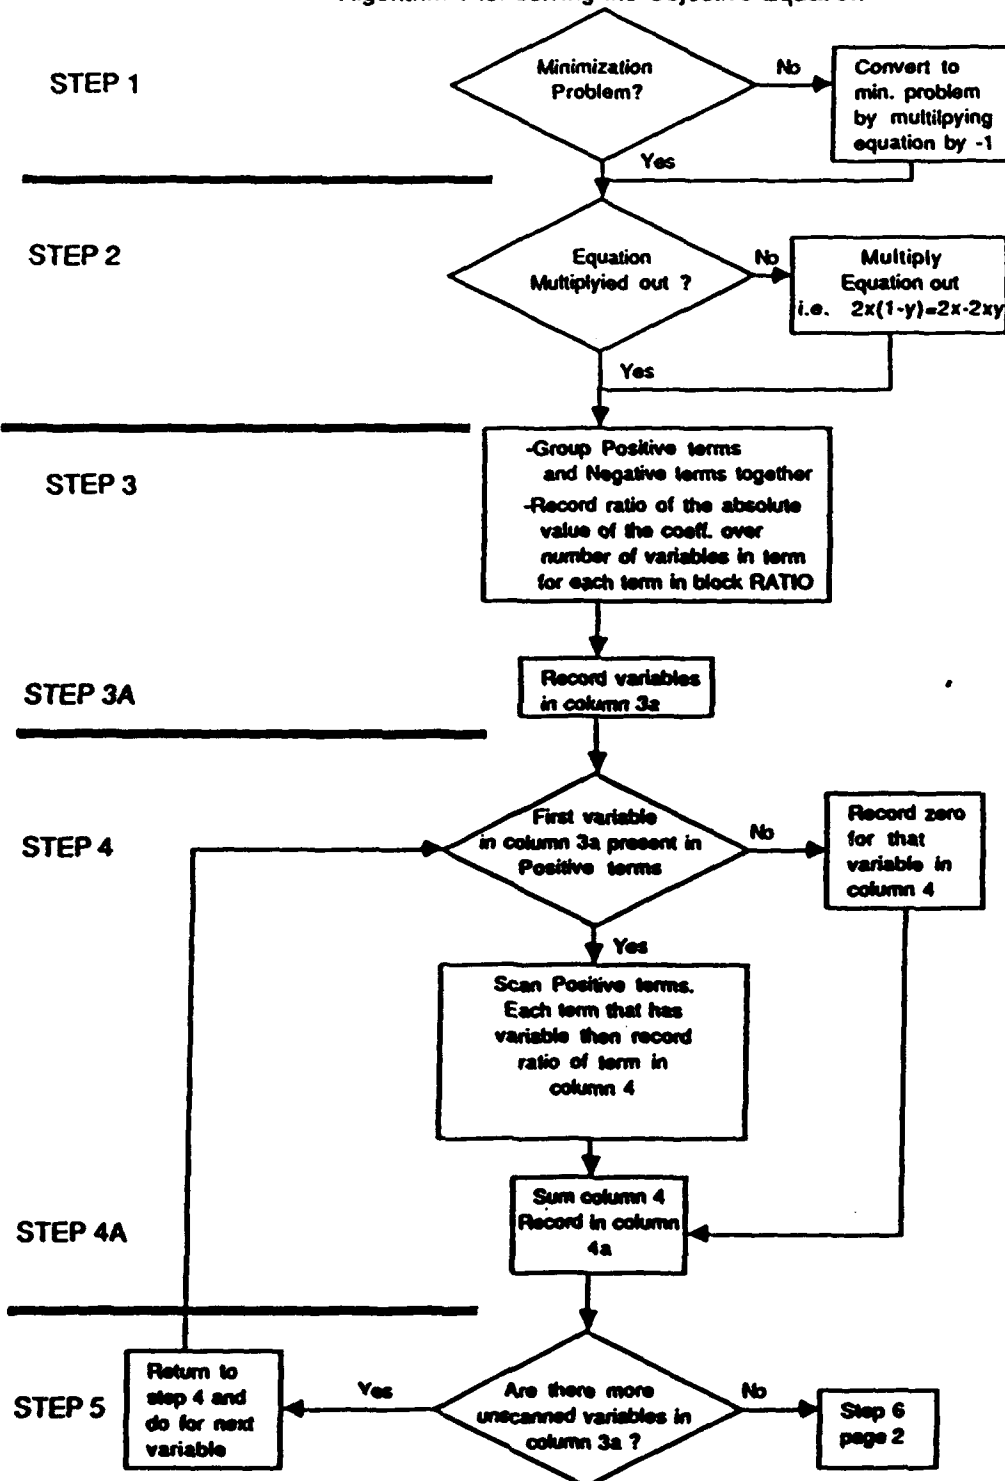 STEP 1
Minimization
Problem?
No
Convert to
min. problem
by multilpying
equation by -1
Yes
STEP 2
Equation
Multiplyied out ?
No
Multiply
Equation out
i.e. 2x(1-y)=2x-2xy
Yes
STEP 3
-Group Positive terms
and Negative terms together
-Record ratio of the absolute
value of the coeff. over
number of variables in term
for each term in block RATIO
STEP 3A
Record variables
in column 3a
STEP 4
First variable
in column 3a present in
Positive terms
No
Record zero
for that
variable in
column 4
Yes
Scan Positive terms.
Each term that has
variable then record
ratio of term in
column 4
STEP 4A
Sum column 4
Record in column
4a
STEP 5
Return to
step 4 and
do for next
variable
Yes
Are there more
unscanned variables in
column 3a ?
No
Step 6
page 2